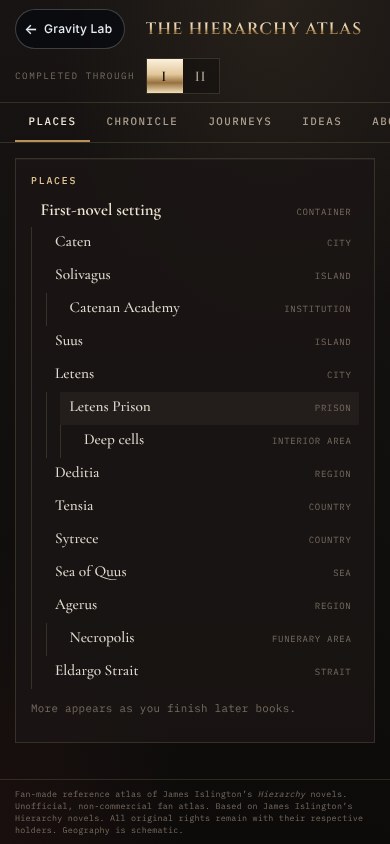 ← Gravity Lab
THE HIERARCHY ATLAS
COMPLETED THROUGH I II
PLACES CHRONICLE JOURNEYS IDEAS AB
PLACES
First-novel setting CONTAINER
Caten CITY
Solivagus ISLAND
Catenan Academy INSTITUTION
Suus ISLAND
Letens CITY
Letens Prison PRISON
Deep cells INTERIOR AREA
Deditia REGION
Tensia COUNTRY
Sytrece COUNTRY
Sea of Quus SEA
Agerus REGION
Necropolis FUNERARY AREA
Eldargo Strait STRAIT
More appears as you finish later books.
Fan-made reference atlas of James Islington's Hierarchy novels.
Unofficial, non-commercial fan atlas. Based on James Islington's
Hierarchy novels. All original rights remain with their respective
holders. Geography is schematic.